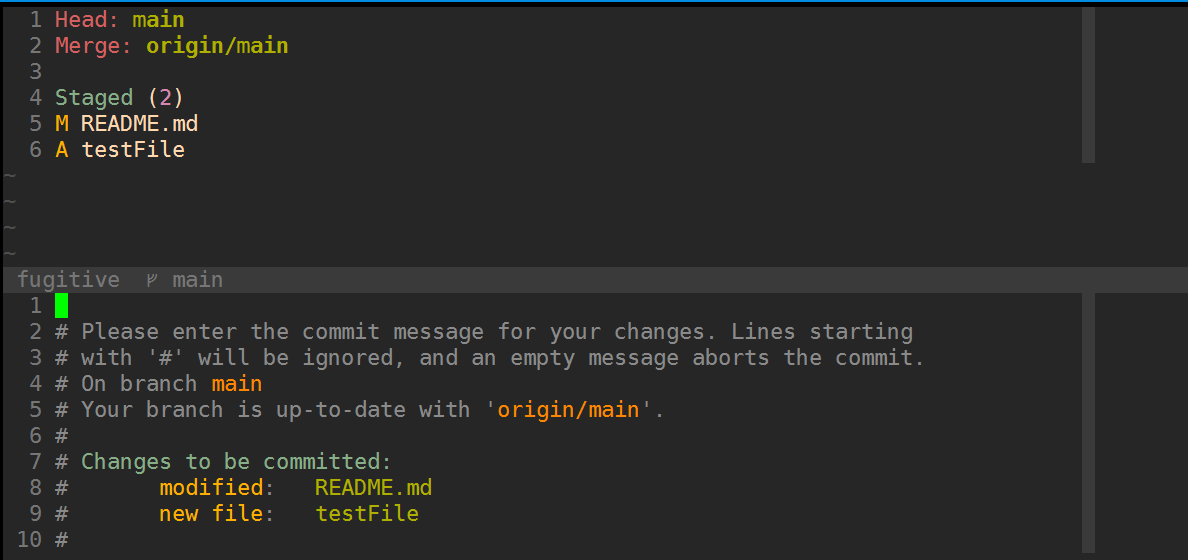 1 Head: main
2 Merge: origin/main
3
4 Staged (2)
5 M README.md
6 A testFile
~
~
~
~
fugitive main
1
2 # Please enter the commit message for your changes. Lines starting
3 # with '#' will be ignored, and an empty message aborts the commit.
4 # On branch main
5 # Your branch is up-to-date with 'origin/main'.
6 #
7 # Changes to be committed:
8 #       modified:   README.md
9 #       new file:   testFile
10 #